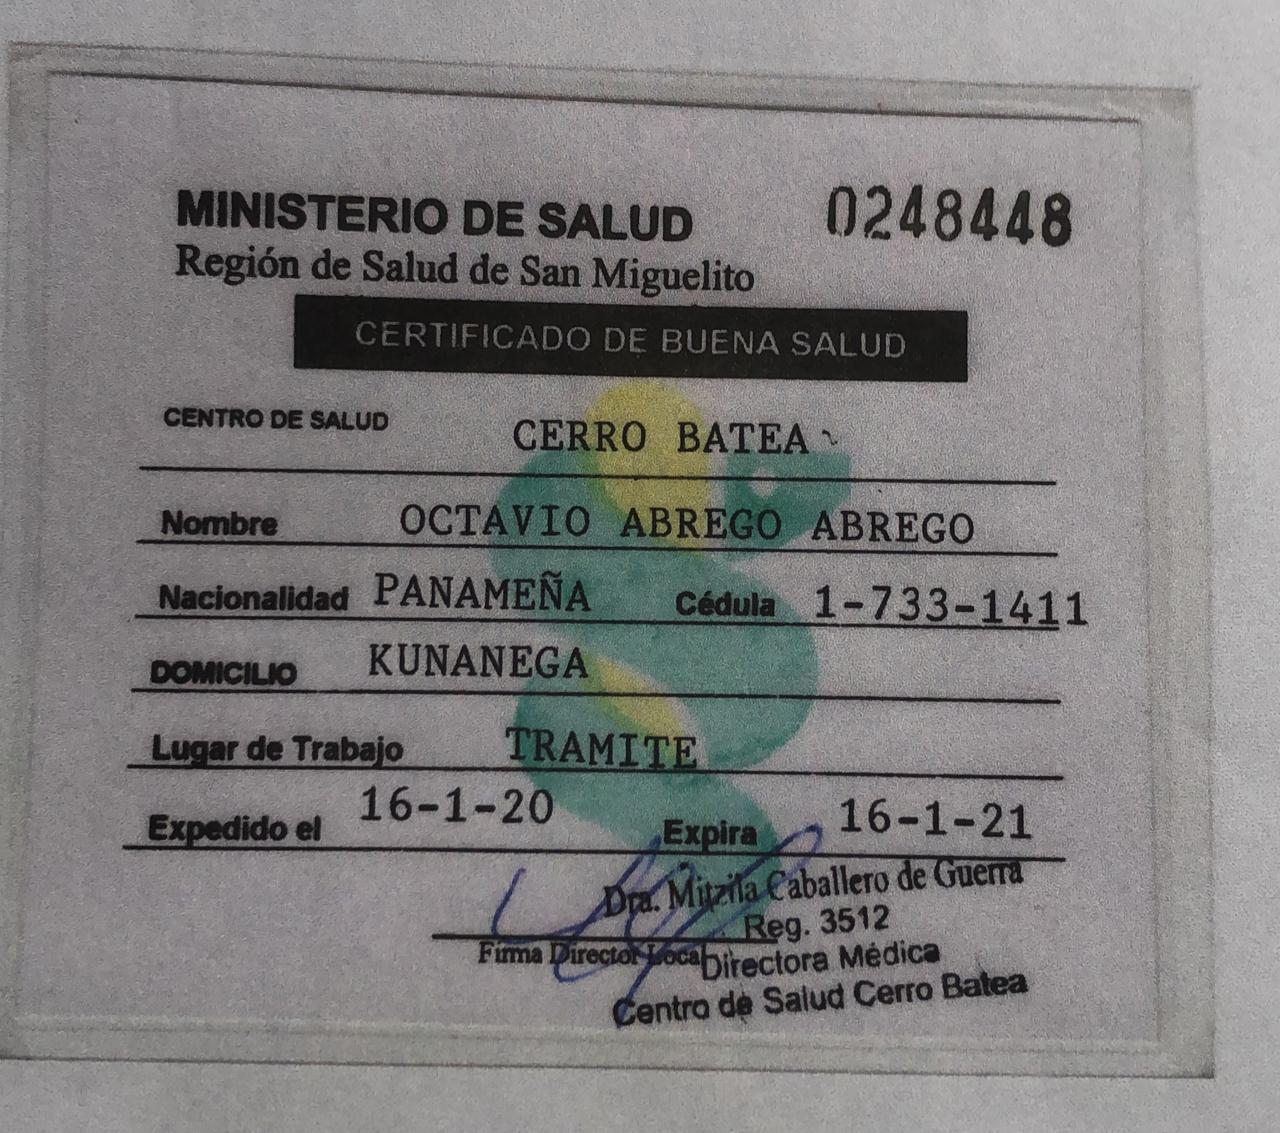 MINISTERIO DE SALUD 0248448
Región de Salud de San Miguelito
CERTIFICADO DE BUENA SALUD
CENTRO DE SALUD CERRO BATEA
Nombre OCTAVIO ABREGO ABREGO
Nacionalidad PANAMEÑA Cédula 1-733-1411
DOMICILIO KUNANEGA
Lugar de Trabajo TRAMITE
Expedido el 16-1-20 Expira 16-1-21
Dra. Mitzila Caballero de Guerra
Reg. 3512
Firma Director Local Directora Médica
Centro de Salud Cerro Batea